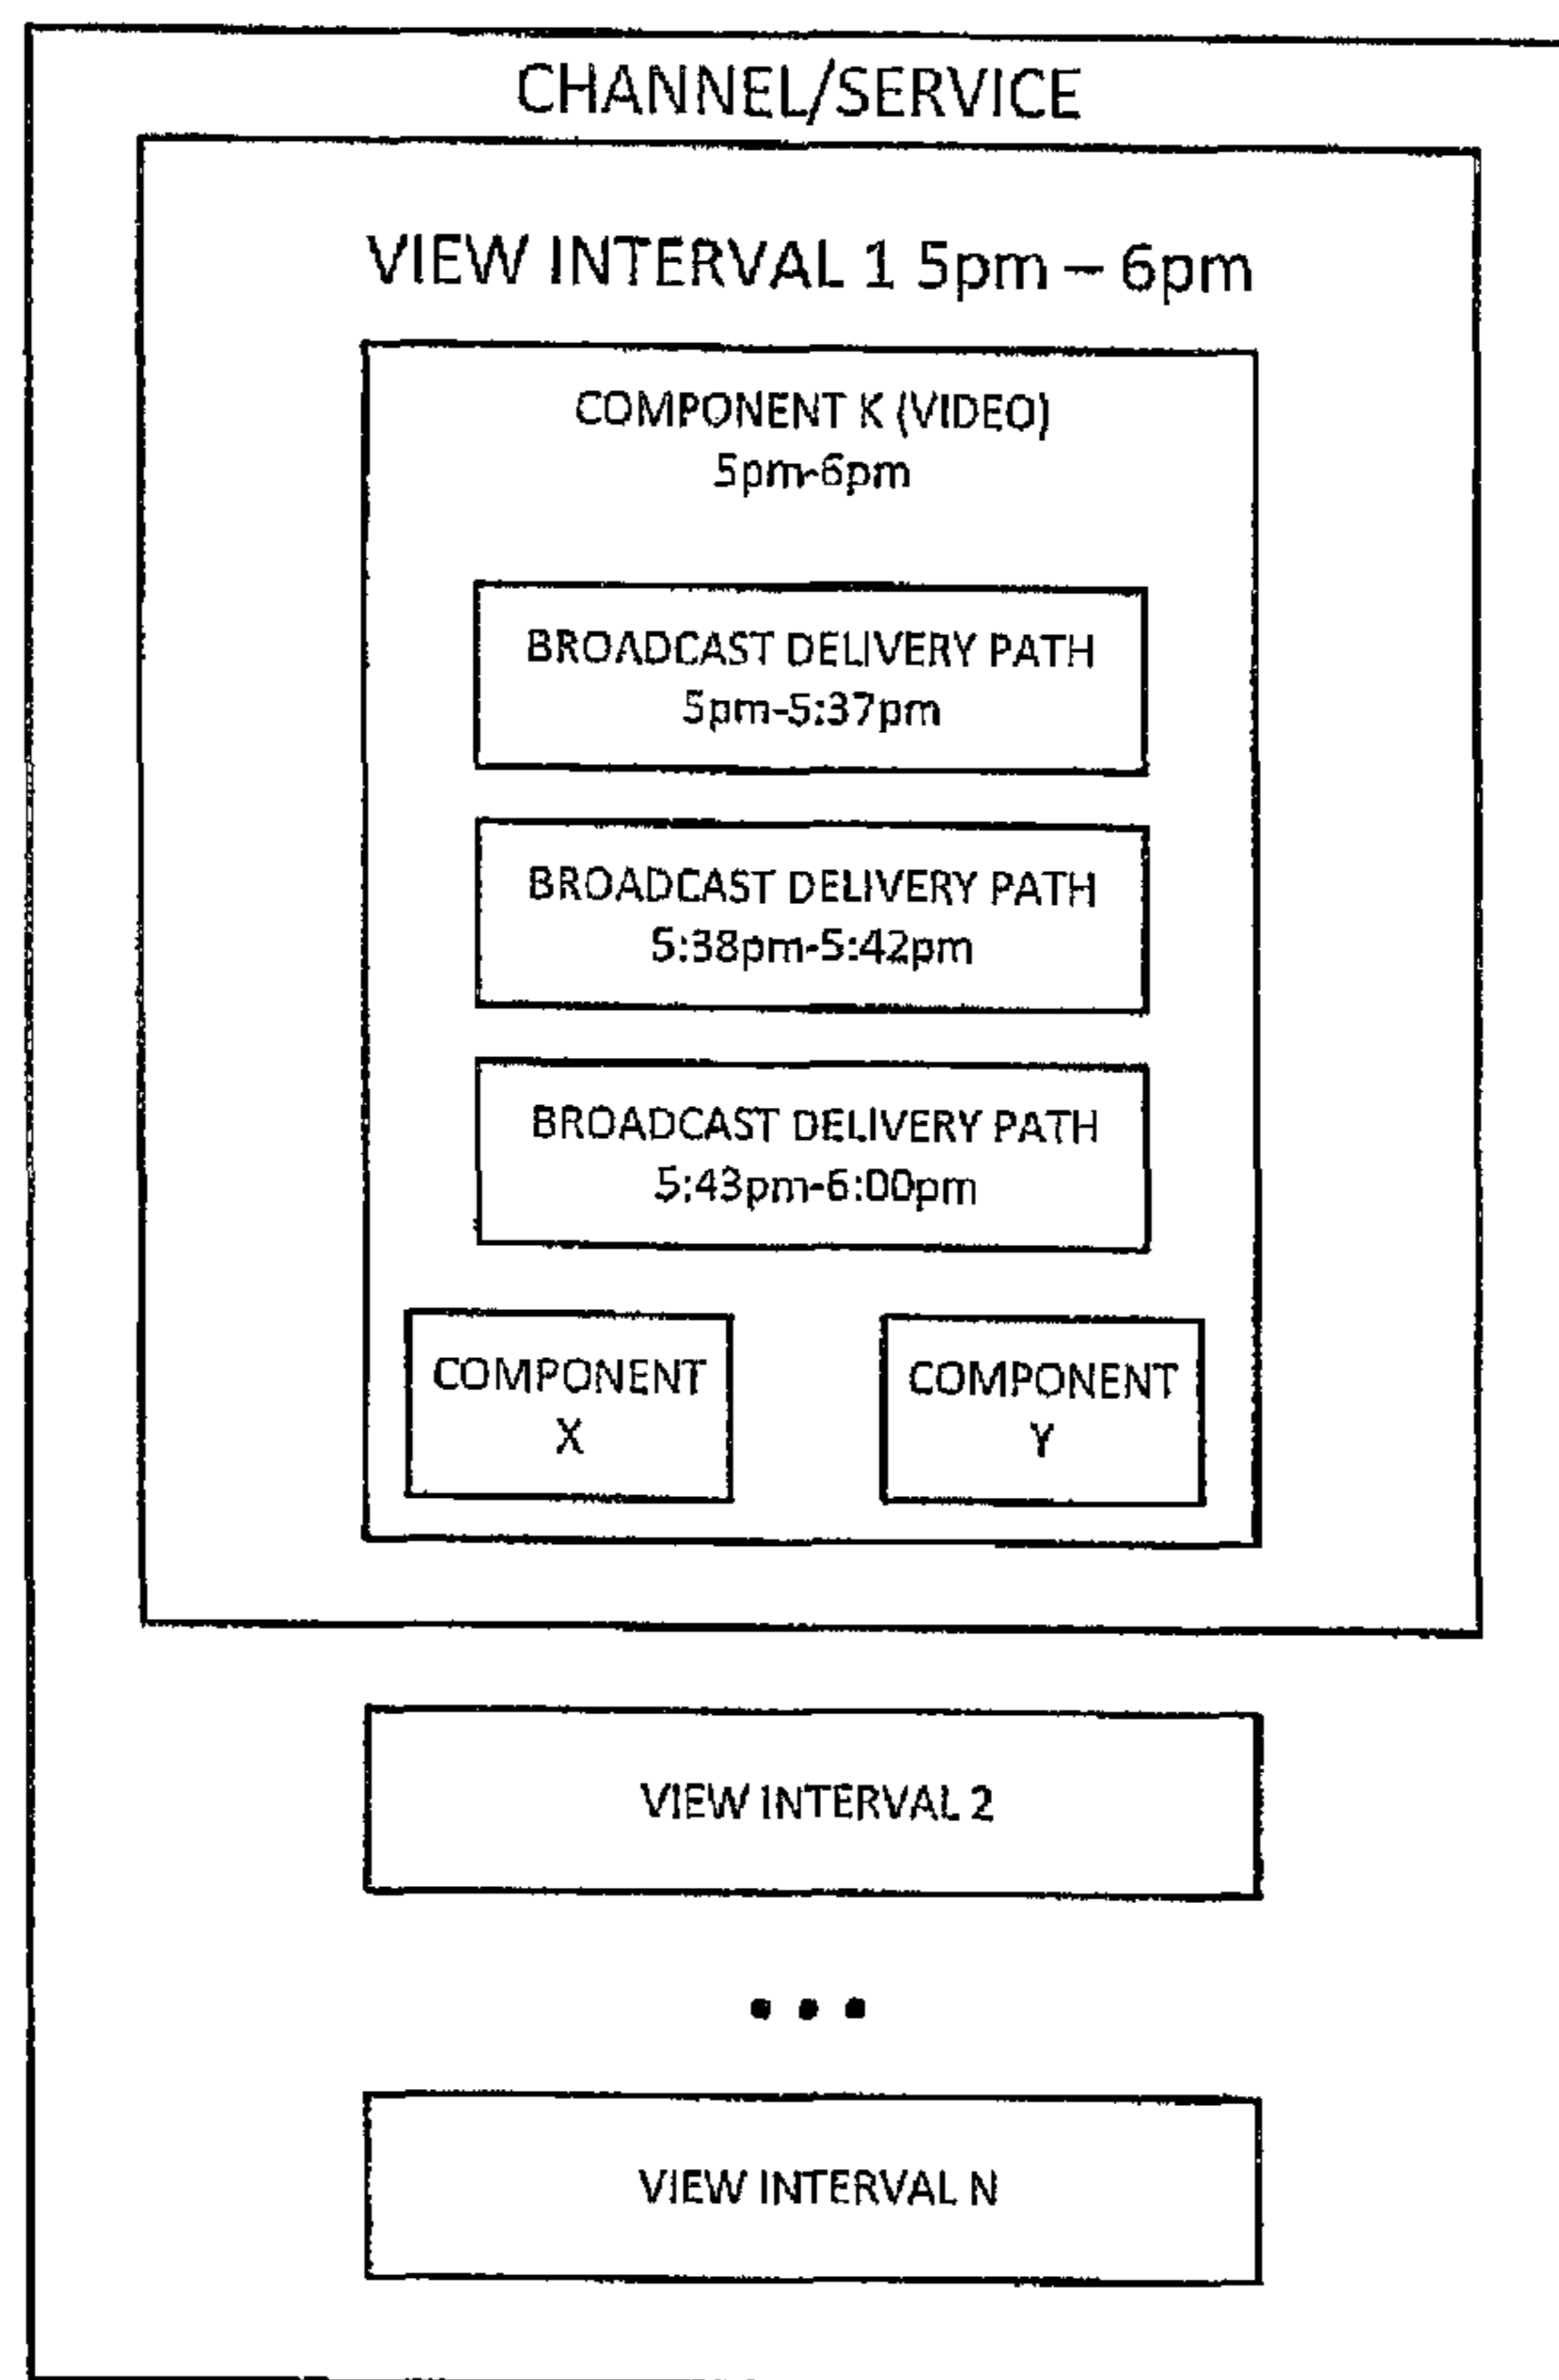 CHANNEL/SERVICE
VIEW INTERVAL 1 5pm – 6pm
COMPONENT K (VIDEO)
5pm-6pm
BROADCAST DELIVERY PATH
5pm-5:37pm
BROADCAST DELIVERY PATH
5:38pm-5:42pm
BROADCAST DELIVERY PATH
5:43pm-6:00pm
COMPONENT
X
COMPONENT
Y
VIEW INTERVAL 2
• • •
VIEW INTERVAL N